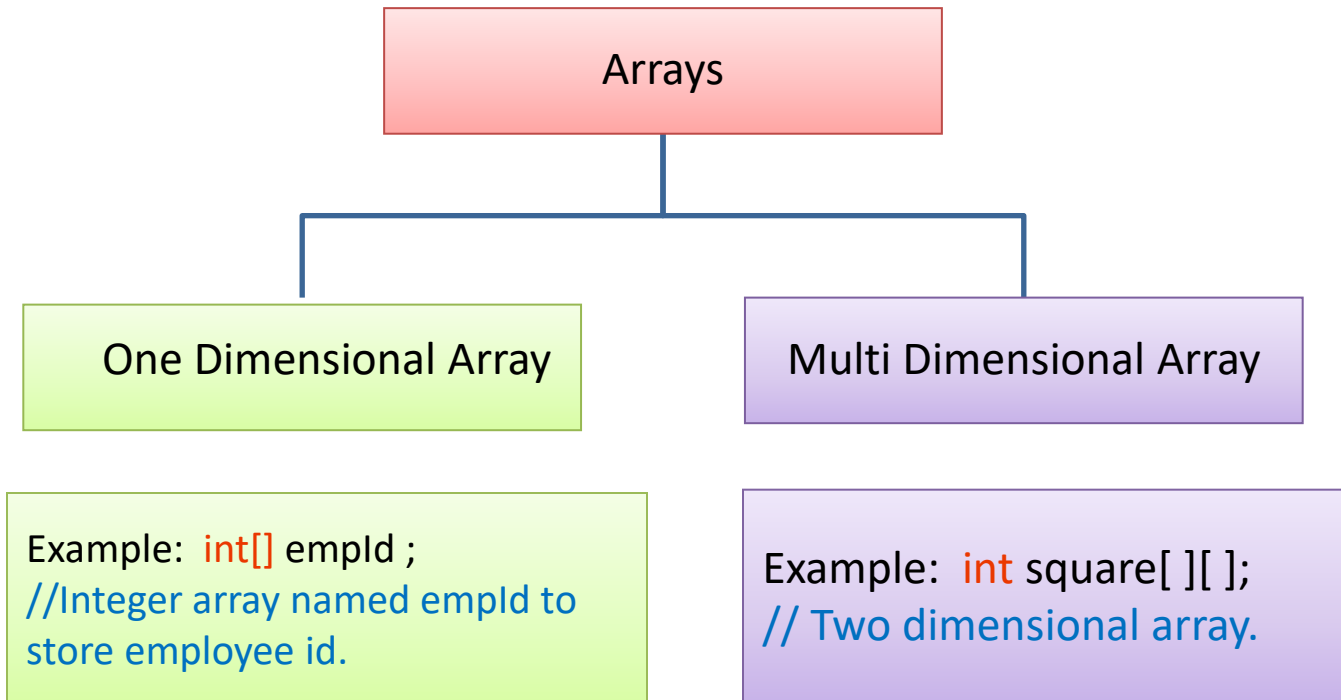 Arrays
One Dimensional Array
Multi Dimensional Array
Example: int[] empId ;
//Integer array named empId to
store employee id.
Example: int square[ ][ ];
// Two dimensional array.